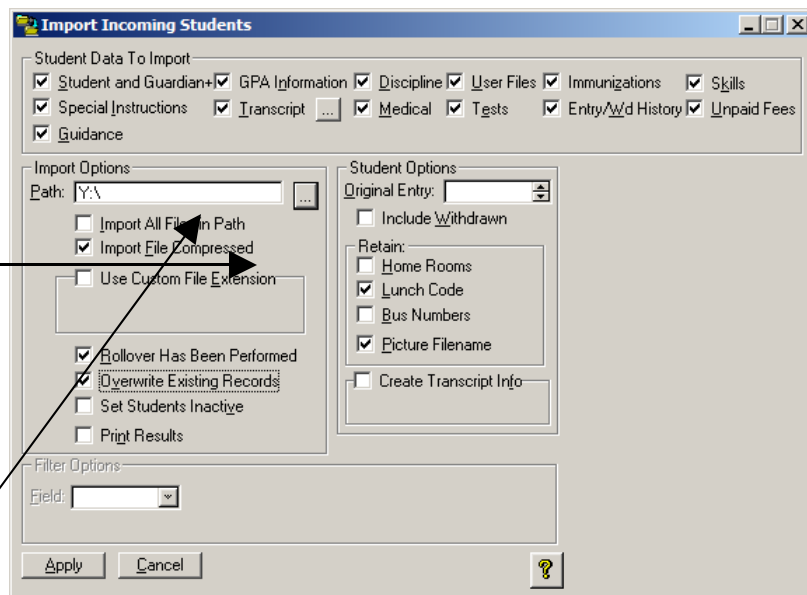 Import Incoming Students
Student Data To Import
Student and Guardian+ GPA Information Discipline User Files Immunizations Skills
Special Instructions Transcript ... Medical Tests Entry/Wd History Unpaid Fees
Guidance
Import Options
Path: Y:\ ...
Import All Files in Path
Import File Compressed
Use Custom File Extension
Rollover Has Been Performed
Overwrite Existing Records
Set Students Inactive
Print Results
Student Options
Original Entry:
Include Withdrawn
Retain:
Home Rooms
Lunch Code
Bus Numbers
Picture Filename
Create Transcript Info
Filter Options
Field:
Apply Cancel ?